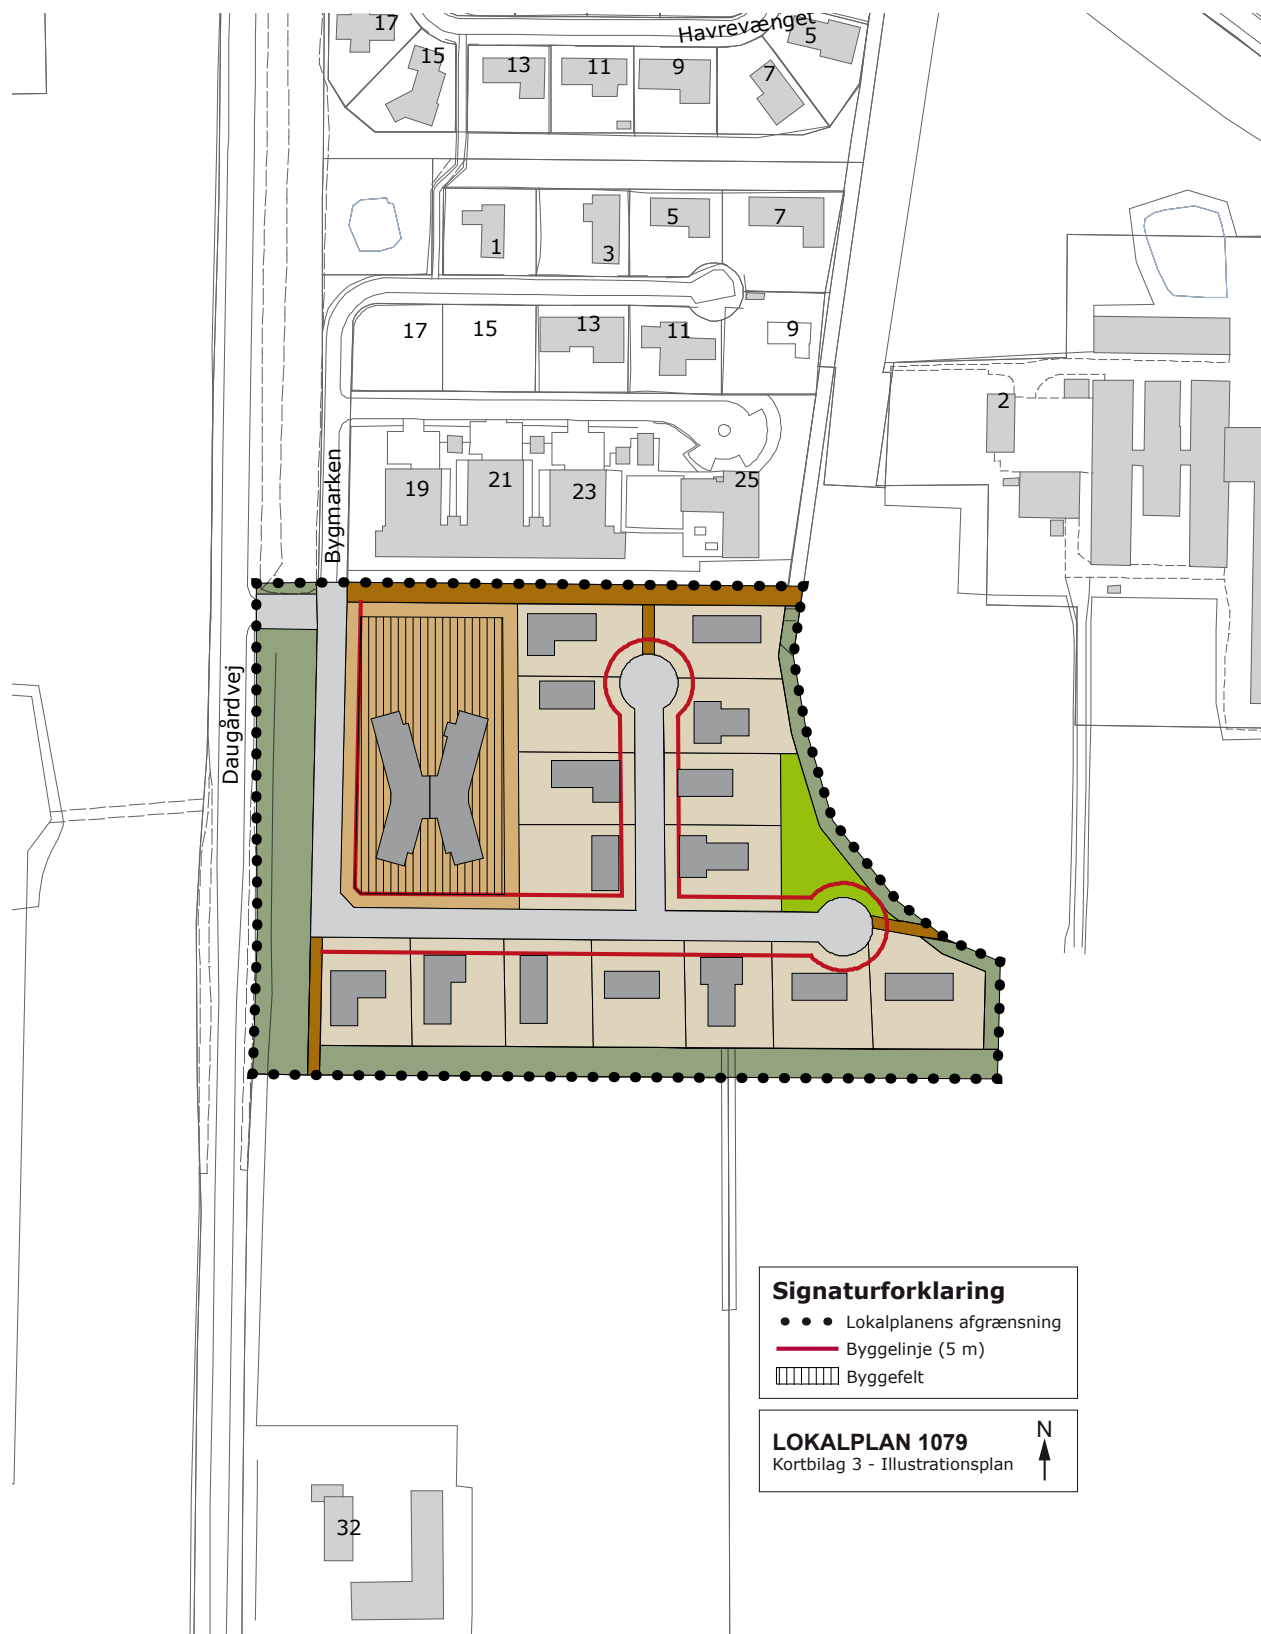 Havrevænget
17
15
13
11
9
7
5
1
3
5
7
17
15
13
11
9
2
19
21
23
25
Bygmarken
Daugårdvej
Signaturforklaring
Lokalplanens afgrænsning
Byggelinje (5 m)
Byggefelt
LOKALPLAN 1079
Kortbilag 3 - Illustrationsplan
N
32